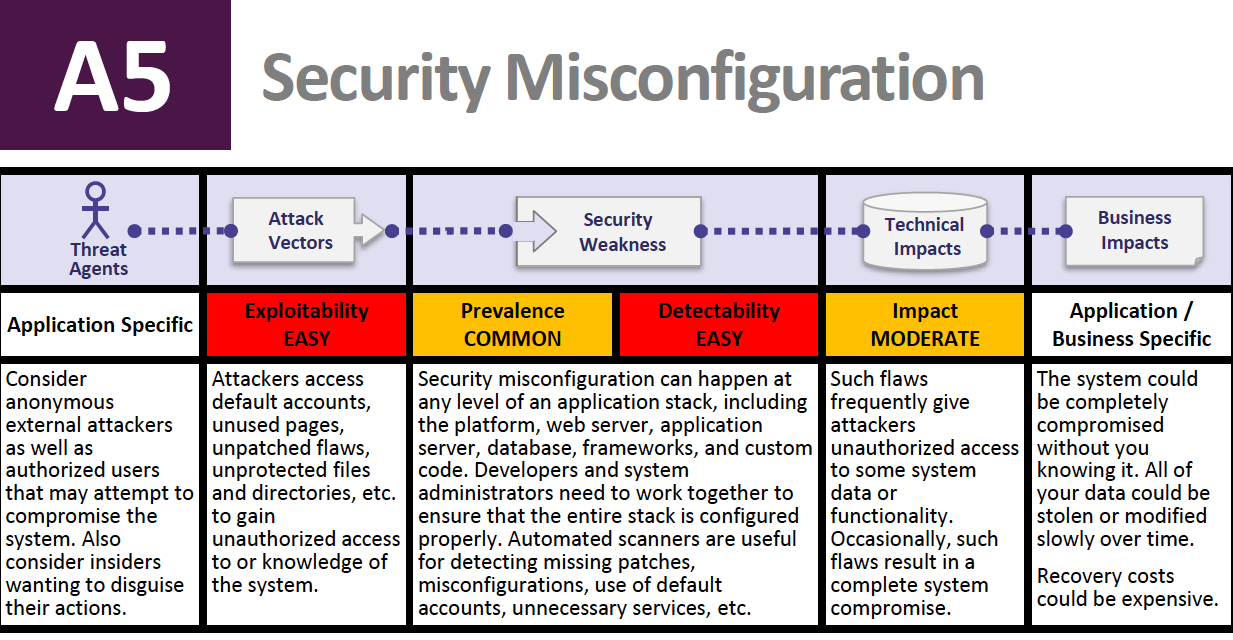 A5
Security Misconfiguration
Threat
Agents
Attack
Vectors
Security
Weakness
Technical
Impacts
Business
Impacts
Application Specific
Exploitability
EASY
Prevalence
COMMON
Detectability
EASY
Impact
MODERATE
Application /
Business Specific
Consider
anonymous
external attackers
as well as
authorized users
that may attempt to
compromise the
system. Also
consider insiders
wanting to disguise
their actions.
Attackers access
default accounts,
unused pages,
unpatched flaws,
unprotected files
and directories, etc.
to gain
unauthorized access
to or knowledge of
the system.
Security misconfiguration can happen at
any level of an application stack, including
the platform, web server, application
server, database, frameworks, and custom
code. Developers and system
administrators need to work together to
ensure that the entire stack is configured
properly. Automated scanners are useful
for detecting missing patches,
misconfigurations, use of default
accounts, unnecessary services, etc.
Such flaws
frequently give
attackers
unauthorized access
to some system
data or
functionality.
Occasionally, such
flaws result in a
complete system
compromise.
The system could
be completely
compromised
without you
knowing it. All of
your data could be
stolen or modified
slowly over time.
Recovery costs
could be expensive.